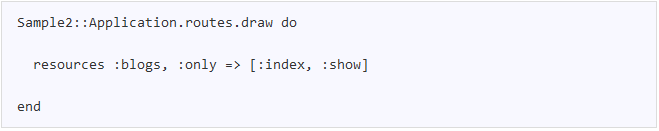 Sample2::Application.routes.draw do
  resources :blogs, :only => [:index, :show]
end